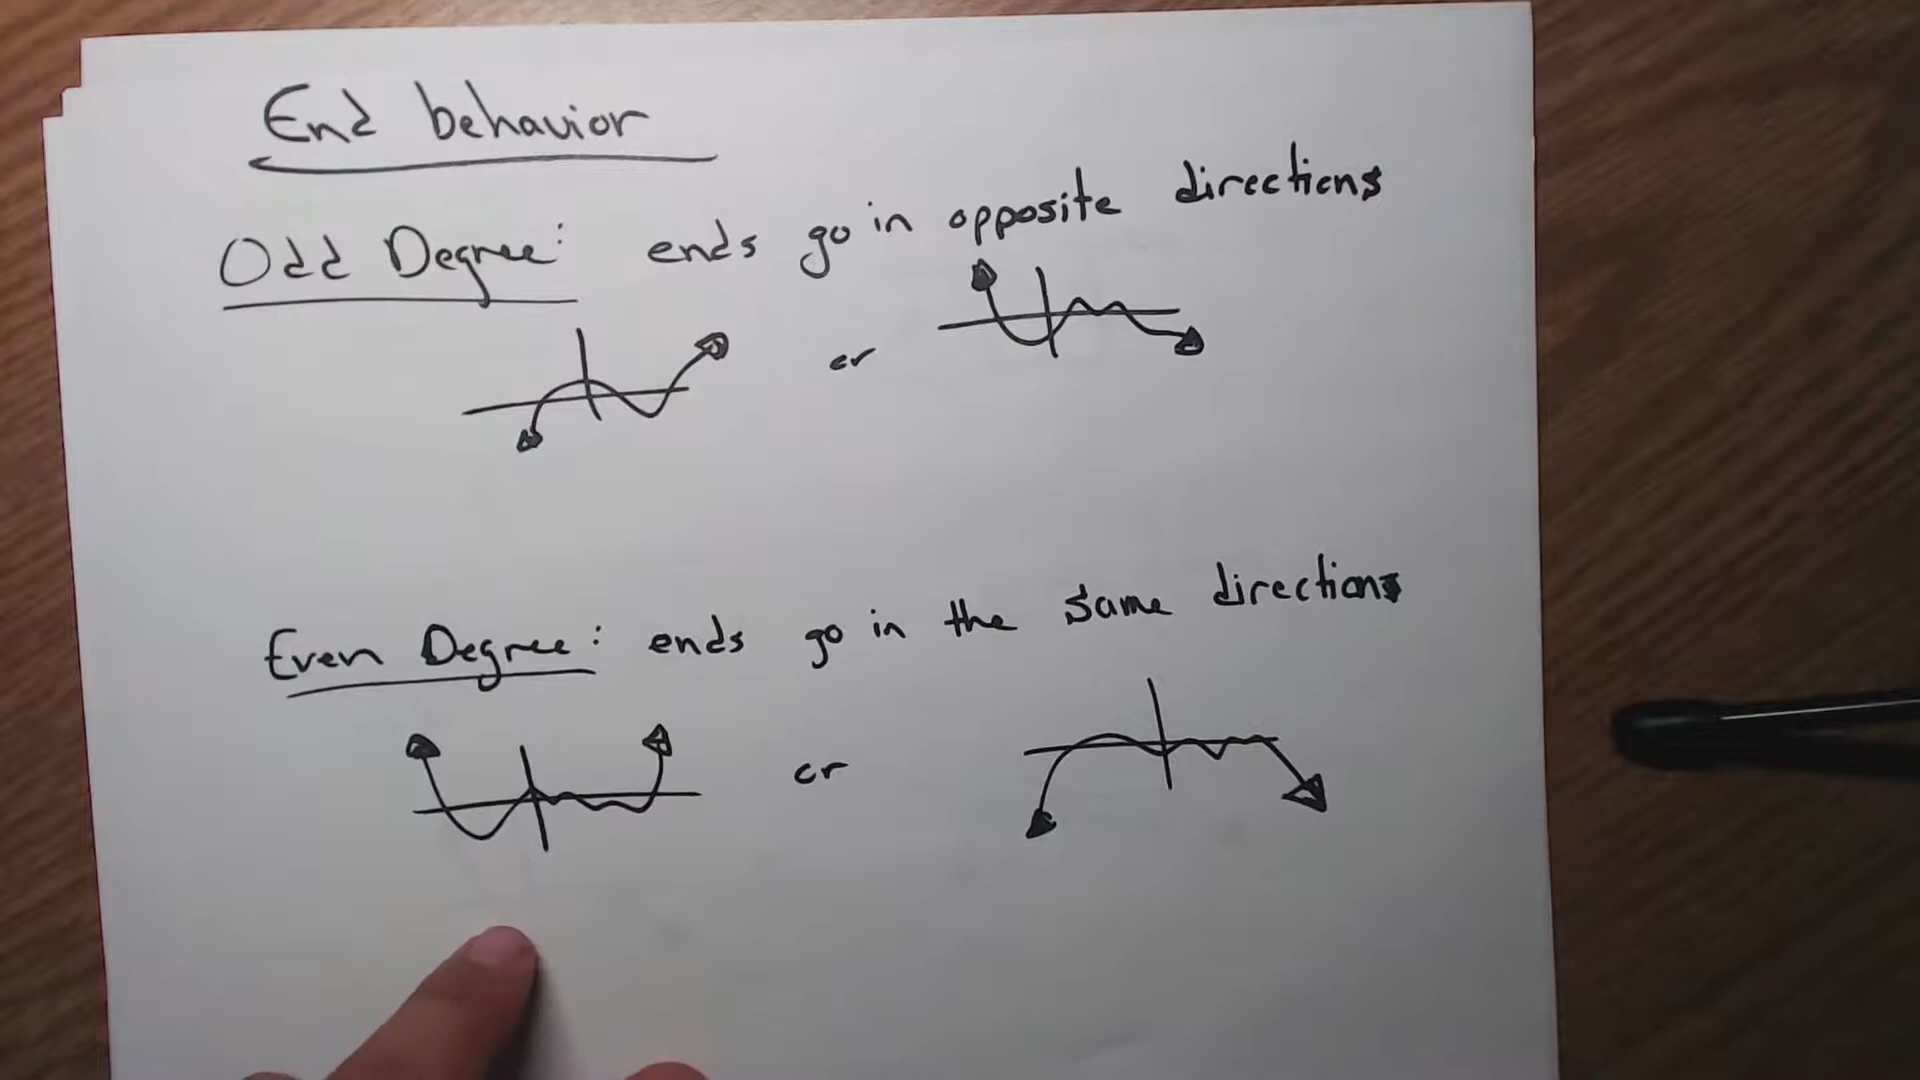 End behavior
Odd Degree: ends go in opposite directions
or
Even Degree: ends go in the same directions
or